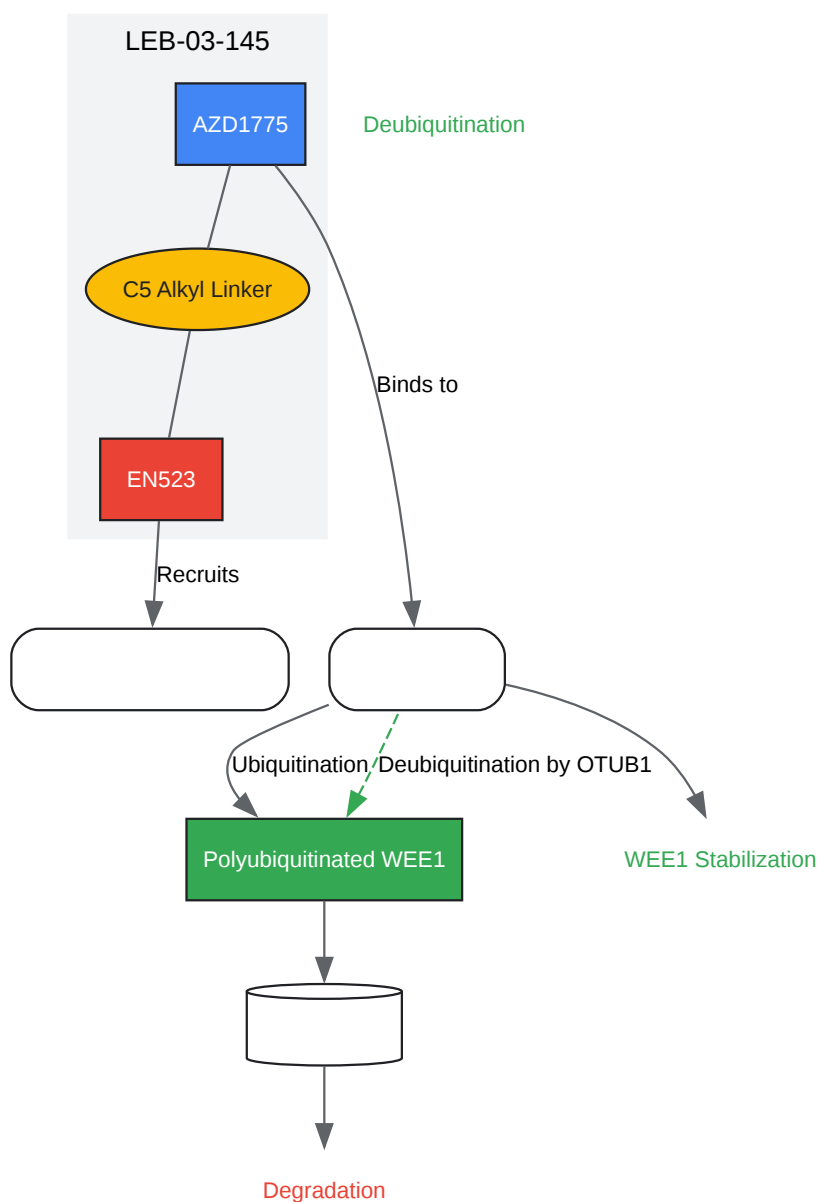 LEB-03-145
AZD1775
Deubiquitination
C5 Alkyl Linker
Binds to
EN523
Recruits
Ubiquitination
Deubiquitination by OTUB1
Polyubiquitinated WEE1
WEE1 Stabilization
Degradation